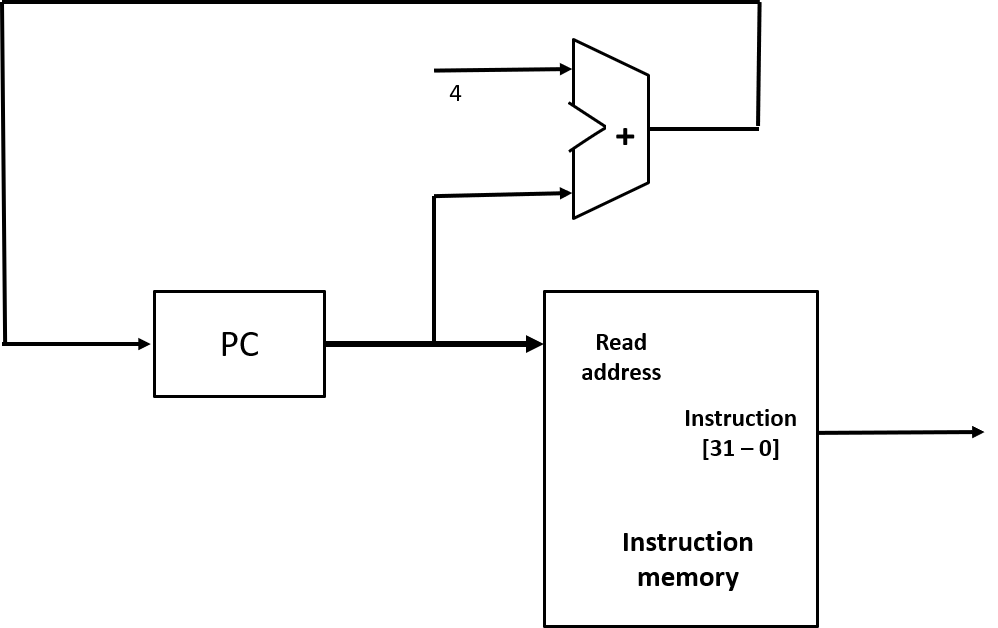 4
+
PC
Read
address
Instruction
[31 – 0]
Instruction
memory